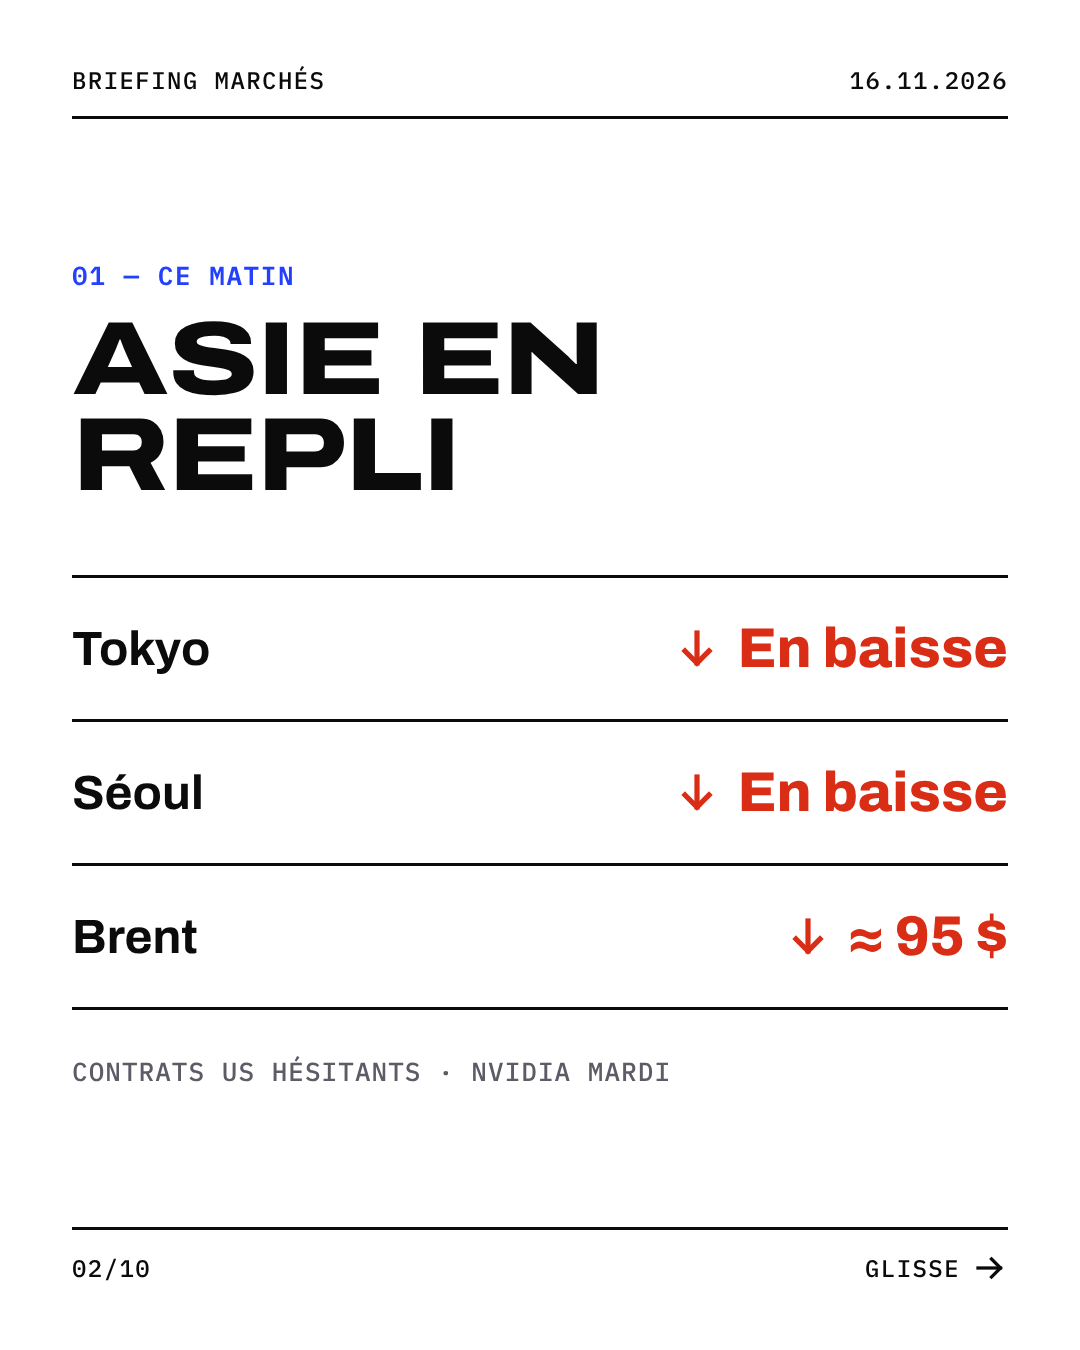 BRIEFING MARCHÉS 16.11.2026
01 — CE MATIN
ASIE EN
REPLI
Tokyo ↓ En baisse
Séoul ↓ En baisse
Brent ↓ ≈ 95 $
CONTRATS US HÉSITANTS · NVIDIA MARDI
02/10 GLISSE →